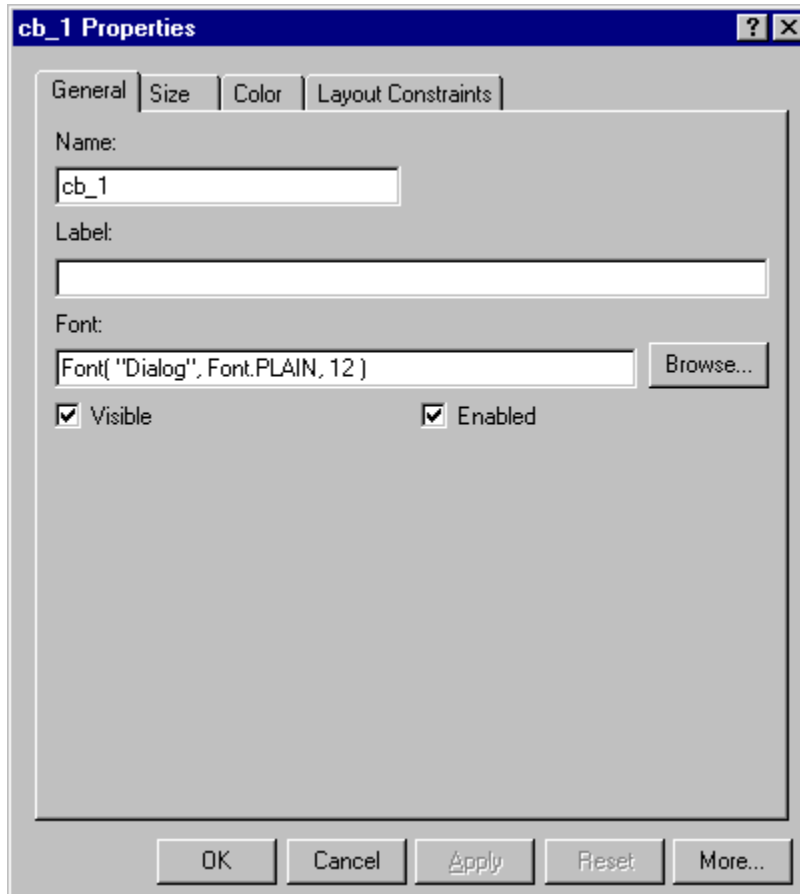 cb_1 Properties
General Size Color Layout Constraints
Name:
cb_1
Label:
Font:
Font( "Dialog", Font.PLAIN, 12 ) Browse...
Visible Enabled
OK Cancel Apply Reset More...